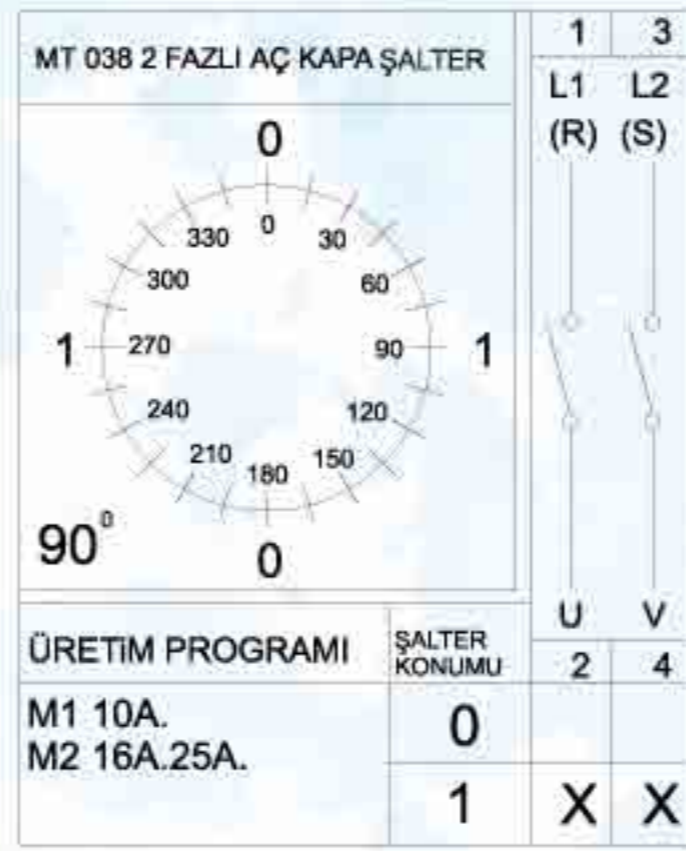 MT 038 2 FAZLI AÇ KAPA ŞALTER
0
0
30
60
90
120
150
180
210
240
270
300
330
1
1
0
90°
1 3
L1 L2
(R) (S)
U V
2 4
ÜRETİM PROGRAMI
ŞALTER
KONUMU
M1 10A.
M2 16A.25A.
0
1 X X